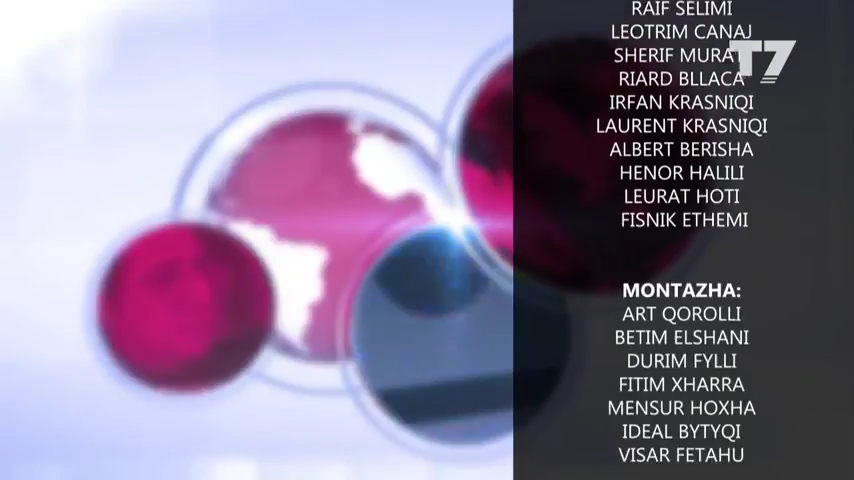 RAIF SELIMI
LEOTRIM CANAJ
T7
SHERIF MURATI
RIARD BLLACA
IRFAN KRASNIQI
LAURENT KRASNIQI
ALBERT BERISHA
HENOR HALILI
LEURAT HOTI
FISNIK ETHEMI
MONTAZHA:
ART QOROLLI
BETIM ELSHANI
DURIM FYLLI
FITIM XHARRA
MENSUR HOXHA
IDEAL BYTYQI
VISAR FETAHU